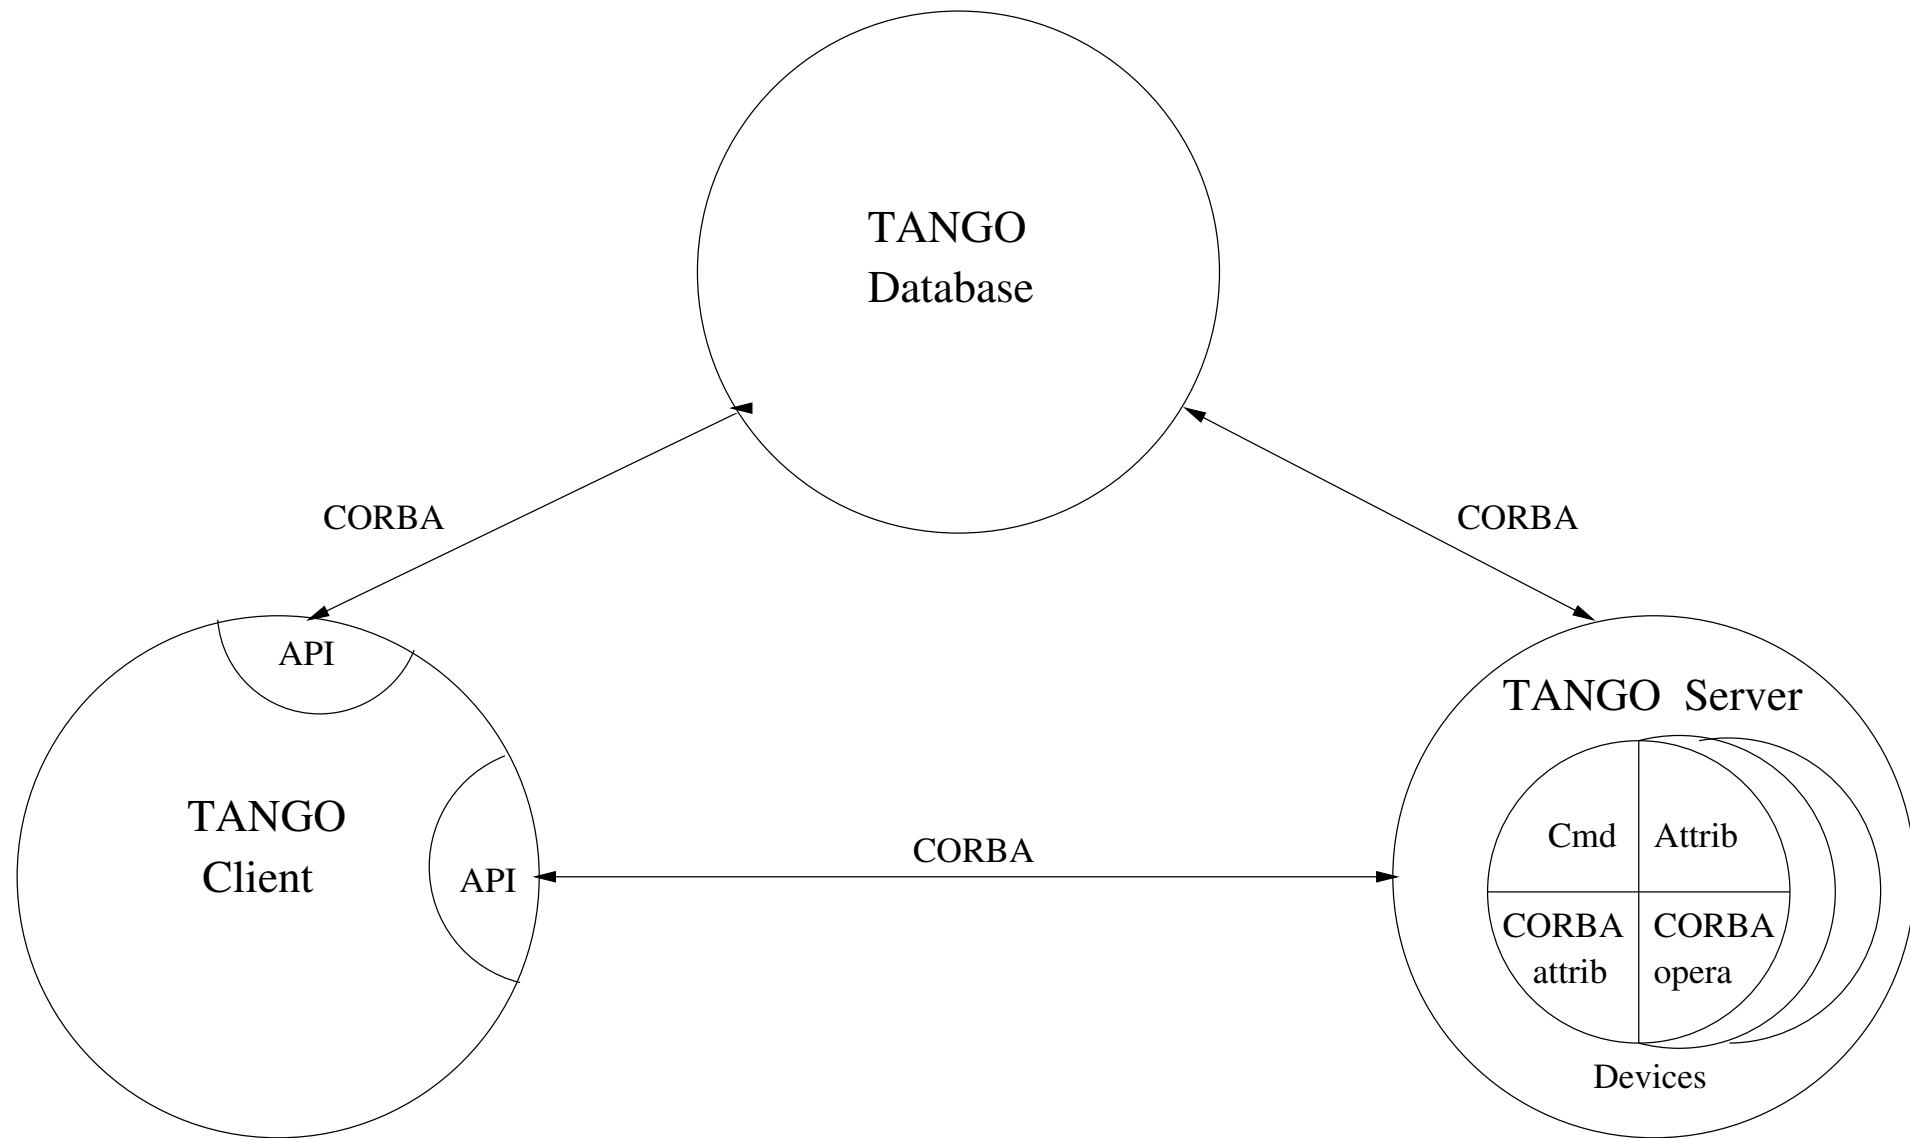 TANGO
Database
CORBA
CORBA
API
TANGO Server
TANGO
Client
API
CORBA
Cmd
Attrib
CORBA
attrib
CORBA
opera
Devices